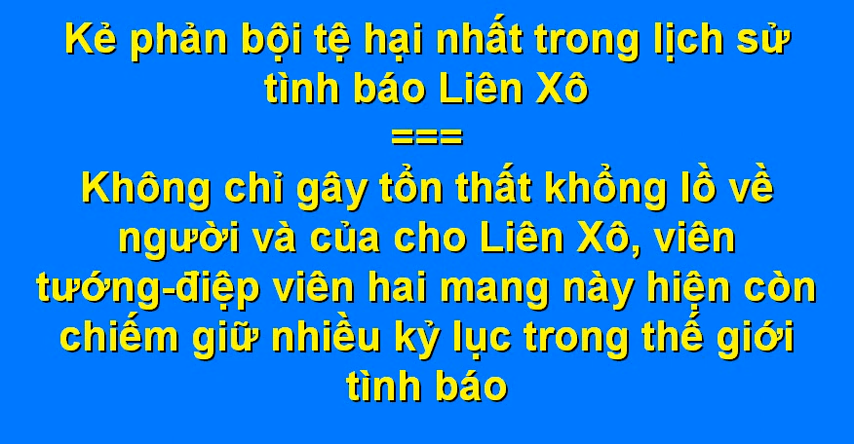 Kẻ phản bội tệ hại nhất trong lịch sử
tình báo Liên Xô
===
Không chỉ gây tổn thất khổng lồ về
người và của cho Liên Xô, viên
tướng-điệp viên hai mang này hiện còn
chiếm giữ nhiều kỷ lục trong thế giới
tình báo